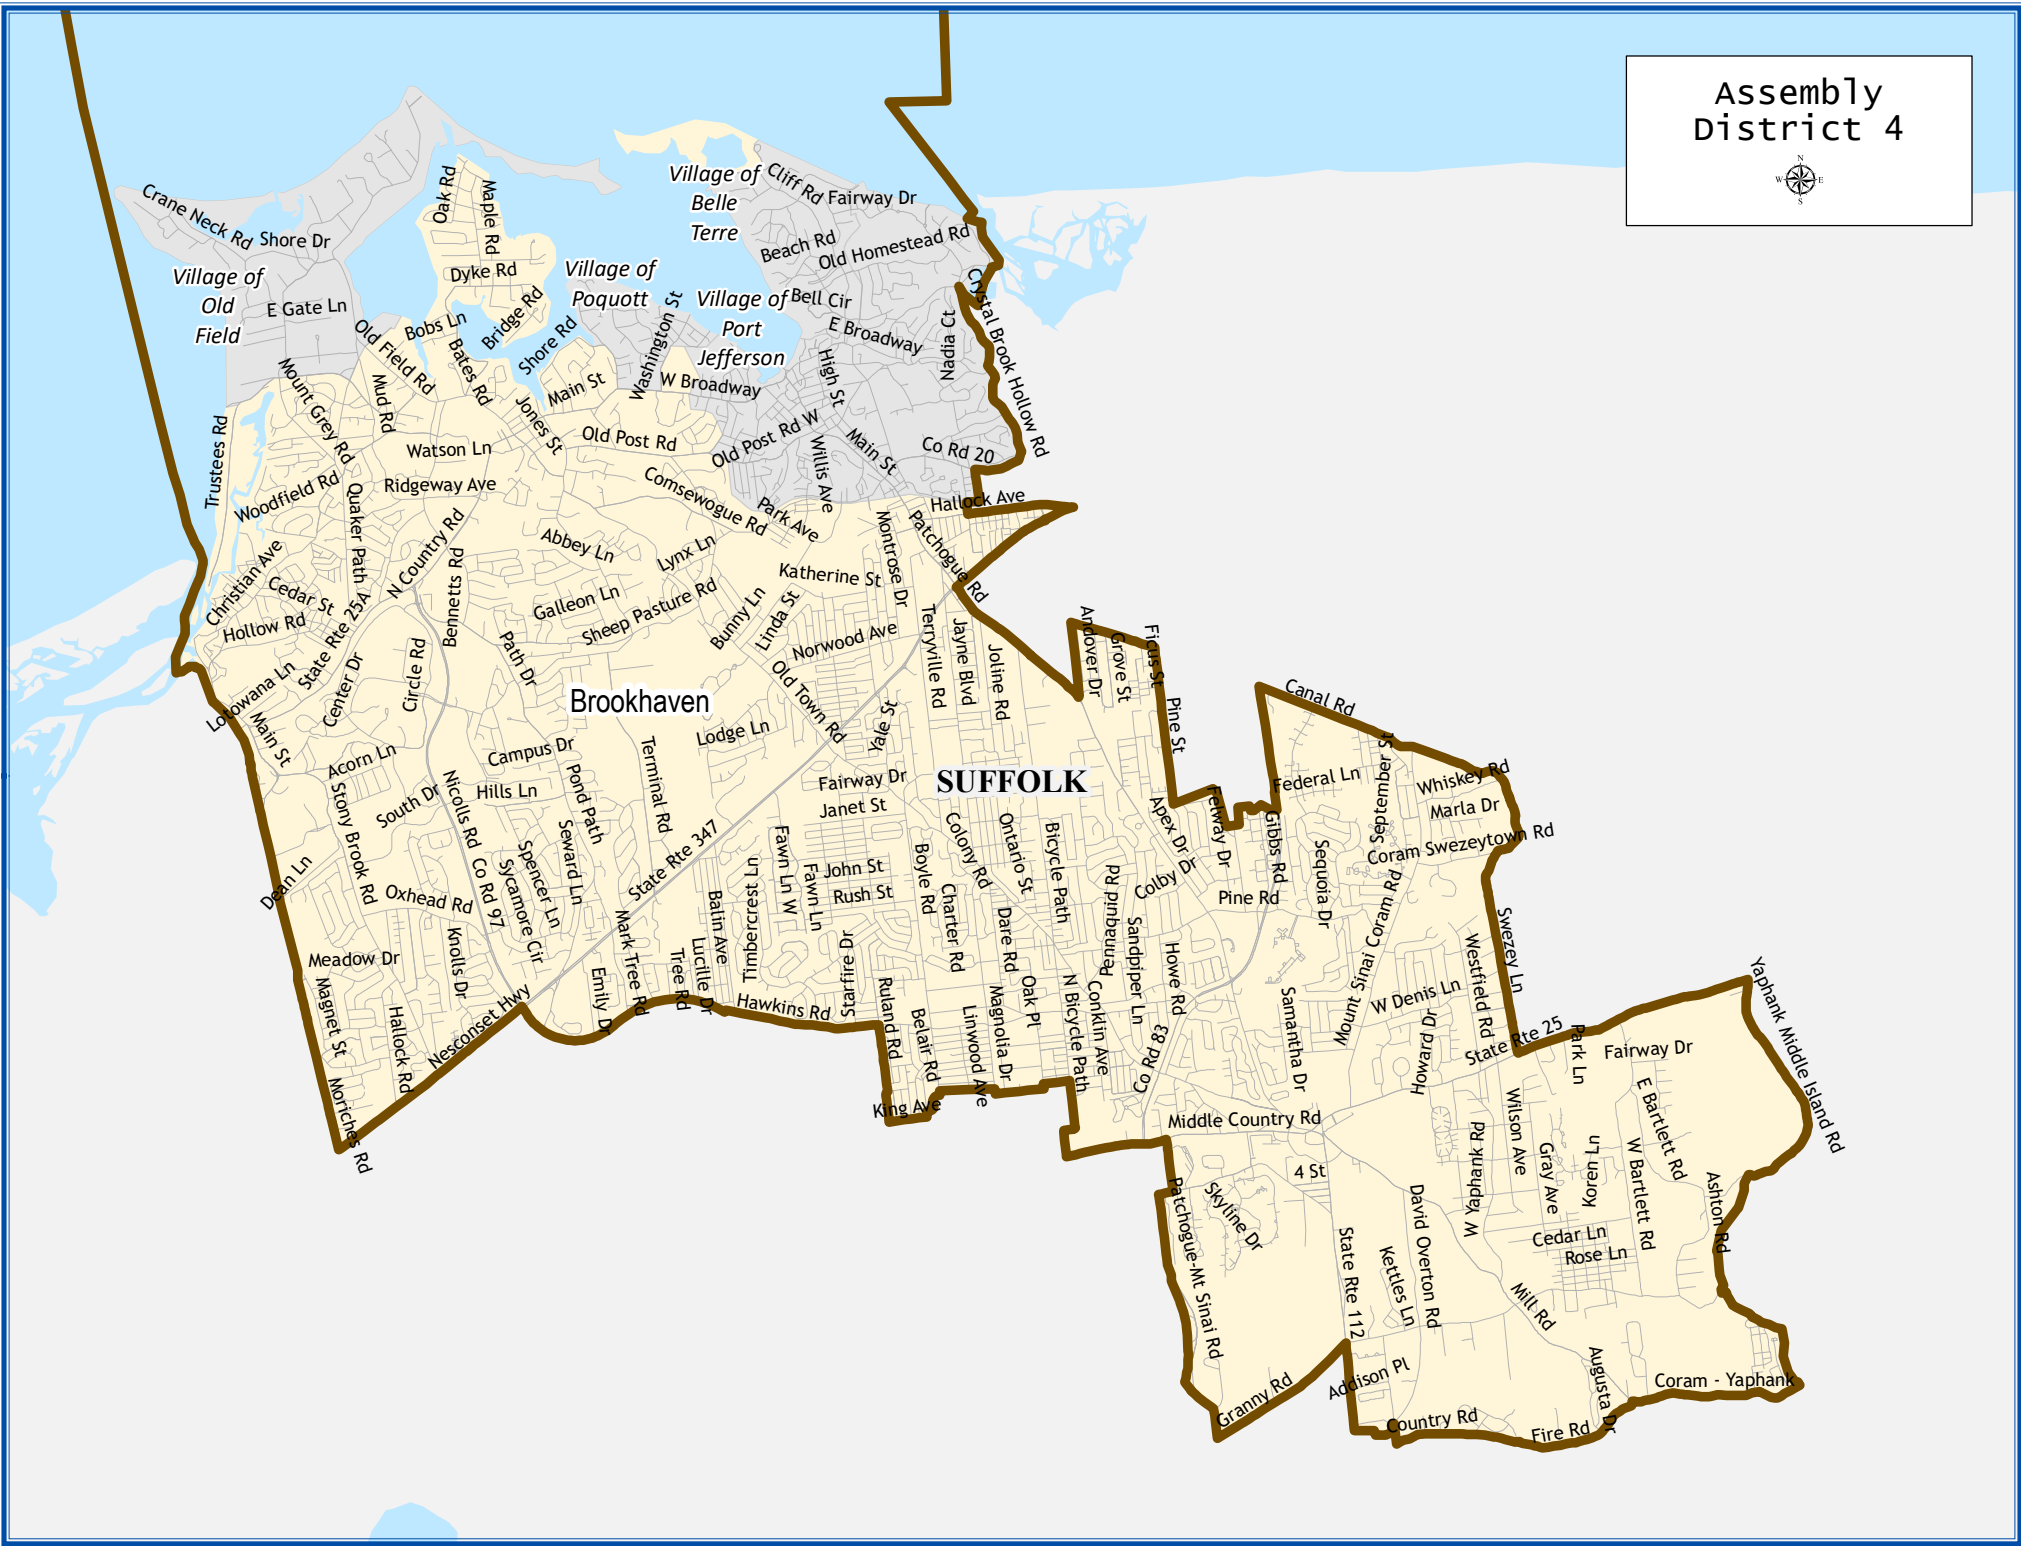 Assembly
District 4
N
W
E
S
Oak Rd
Maple Rd
Village of
Belle
Terre
Cliff Rd
Fairway Dr
Crane Neck Rd
Shore Dr
Beach Rd
Old Homestead Rd
Village of
Old
Field
Dyke Rd
Village of
Poquott
Village of
Port
Jefferson
Bell Cir
Crystal Brook Hollow Rd
E Gate Ln
Bobs Ln
Bridge Rd
Old Field Rd
Shore Rd
Washington St
E Broadway
Nadia Ct
Bates Rd
Mount Grey Rd
Mud Rd
Main St
W Broadway
High St
Jones St
Trustees Rd
Watson Ln
Old Post Rd
Old Post Rd W
Willis Ave
Main St
Co Rd 20
Woodfield Rd
Quaker Path
Ridgeway Ave
Comsewogue Rd
Park Ave
Hallock Ave
N Country Rd
Abbey Ln
Lynx Ln
Montrose Dr
Patchogue Rd
Christian Ave
Cedar St
Bennetts Rd
Katherine St
Hollow Rd
State Rte 25A
Galleon Ln
Sheep Pasture Rd
Bunny Ln
Linda St
Norwood Ave
Terryville Rd
Jayne Blvd
Joline Rd
Andover Dr
Grove St
Ficus St
Lotowana Ln
Center Dr
Circle Rd
Path Dr
Old Town Rd
Brookhaven
Yale St
Pine St
Canal Rd
Main St
Acorn Ln
Campus Dr
Terminal Rd
Lodge Ln
Fairway Dr
SUFFOLK
Federal Ln
September St
Whiskey Rd
Stony Brook Rd
South Dr
Nicolls Rd
Hills Ln
Pond Path
Janet St
Apex Dr
Felway Dr
Gibbs Rd
Marla Dr
Coram Swezeytown Rd
Dean Ln
Oxhead Rd
Co Rd 97
Sycamore Cir
Spencer Ln
Seward Ln
State Rte 347
Fawn Ln W
Fawn Ln
John St
Rush St
Boyle Rd
Colony Rd
Ontario St
Bicycle Path
Colby Dr
Pine Rd
Sequoia Dr
Mount Sinai Coram Rd
Balin Ave
Timbercrest Ln
Charter Rd
Dare Rd
Pennaquid Rd
Sandpiper Ln
Howe Rd
Swezey Ln
Meadow Dr
Knolls Dr
Mark Tree Rd
Tree Rd
Lucille Dr
Starfire Dr
Westfield Rd
Yaphank Middle Island Rd
Magnet St
Hallock Rd
Nesconset Hwy
Emily Dr
Hawkins Rd
Ruland Rd
Belair Rd
Linwood Ave
Magnolia Dr
Oak Pl
N Bicycle Path
Conklin Ave
Co Rd 83
Samantha Dr
W Denis Ln
Howard Dr
State Rte 25
Park Ln
Fairway Dr
Moriches Rd
King Ave
Middle Country Rd
E Bartlett Rd
4 St
W Yaphank Rd
Wilson Ave
Gray Ave
Koreu Ln
W Bartlett Rd
Ashton Rd
Patchogue-Mt Sinai Rd
Skyline Dr
State Rte 112
David Overton Rd
Kettles Ln
Cedar Ln
Rose Ln
Mill Rd
Granny Rd
Addison Pl
Augusta Dr
Coram - Yaphank
Country Rd
Fire Rd